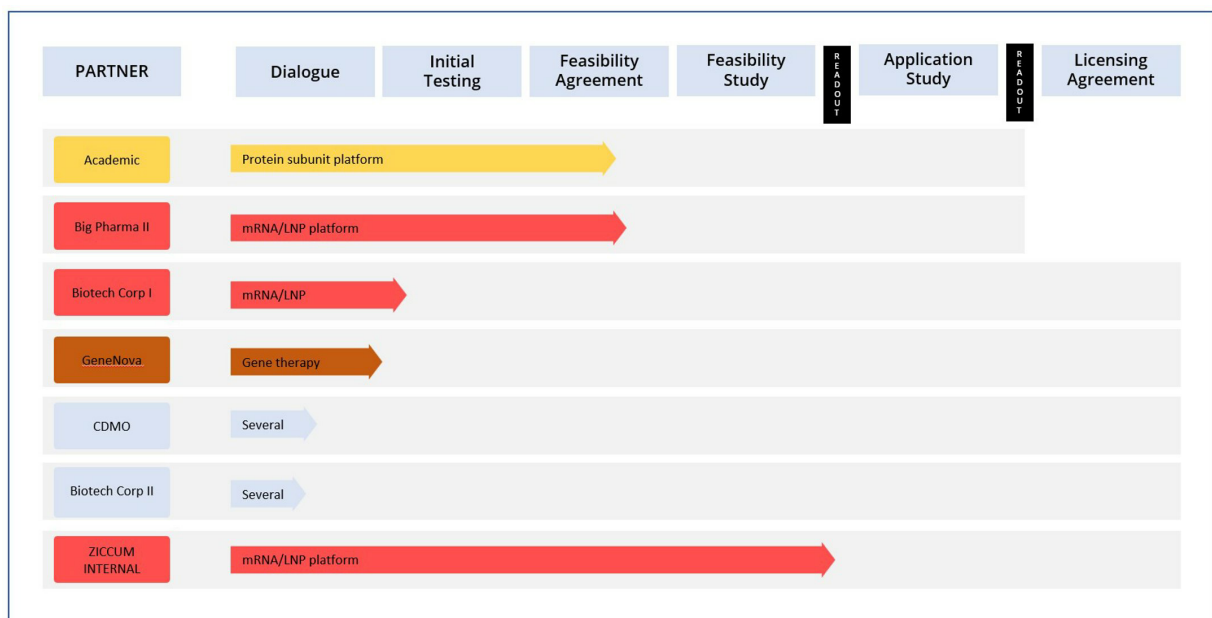 PARTNER
Dialogue
Initial
Testing
Feasibility
Agreement
Feasibility
Study
READOUT
Application
Study
READOUT
Licensing
Agreement
Academic
Protein subunit platform
Big Pharma II
mRNA/LNP platform
Biotech Corp I
mRNA/LNP
GeneNova
Gene therapy
CDMO
Several
Biotech Corp II
Several
ZICCUM
INTERNAL
mRNA/LNP platform